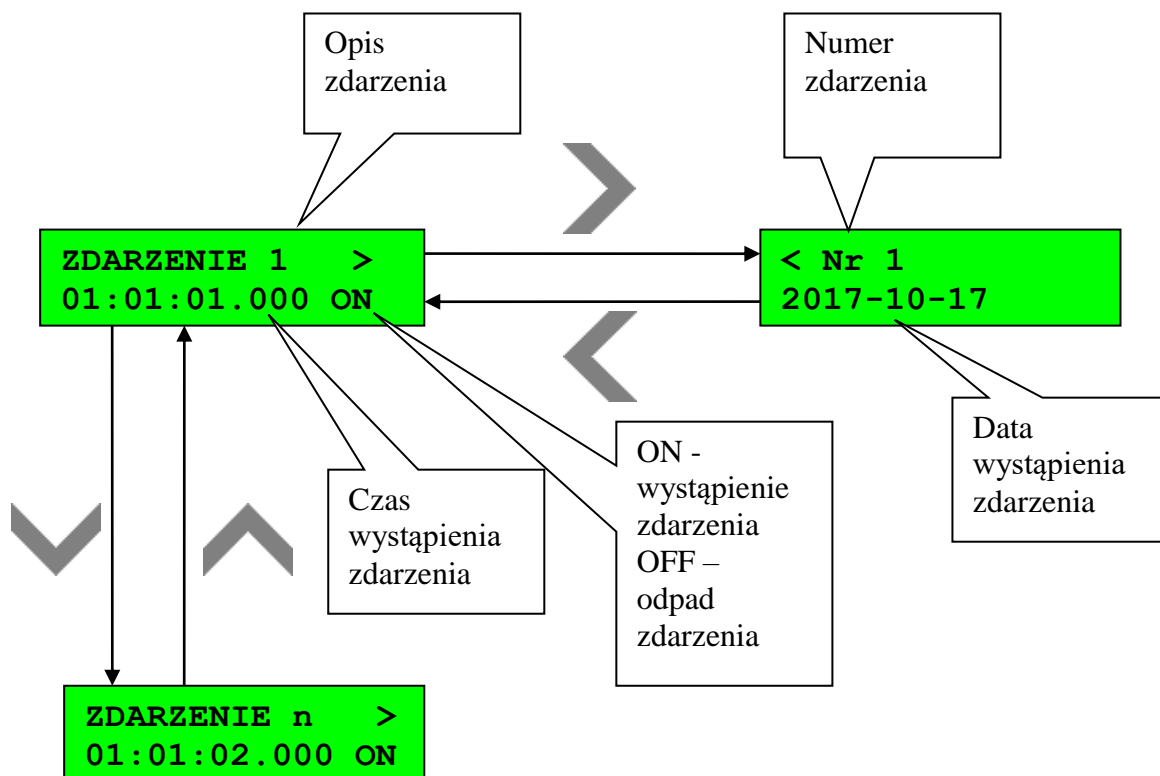 Opis
zdarzenia
Numer
zdarzenia
ZDARZENIE 1 >
01:01:01.000 ON
< Nr 1
2017-10-17
Czas
wystąpienia
zdarzenia
ON -
wystąpienie
zdarzenia
OFF –
odpad
zdarzenia
Data
wystąpienia
zdarzenia
ZDARZENIE n >
01:01:02.000 ON